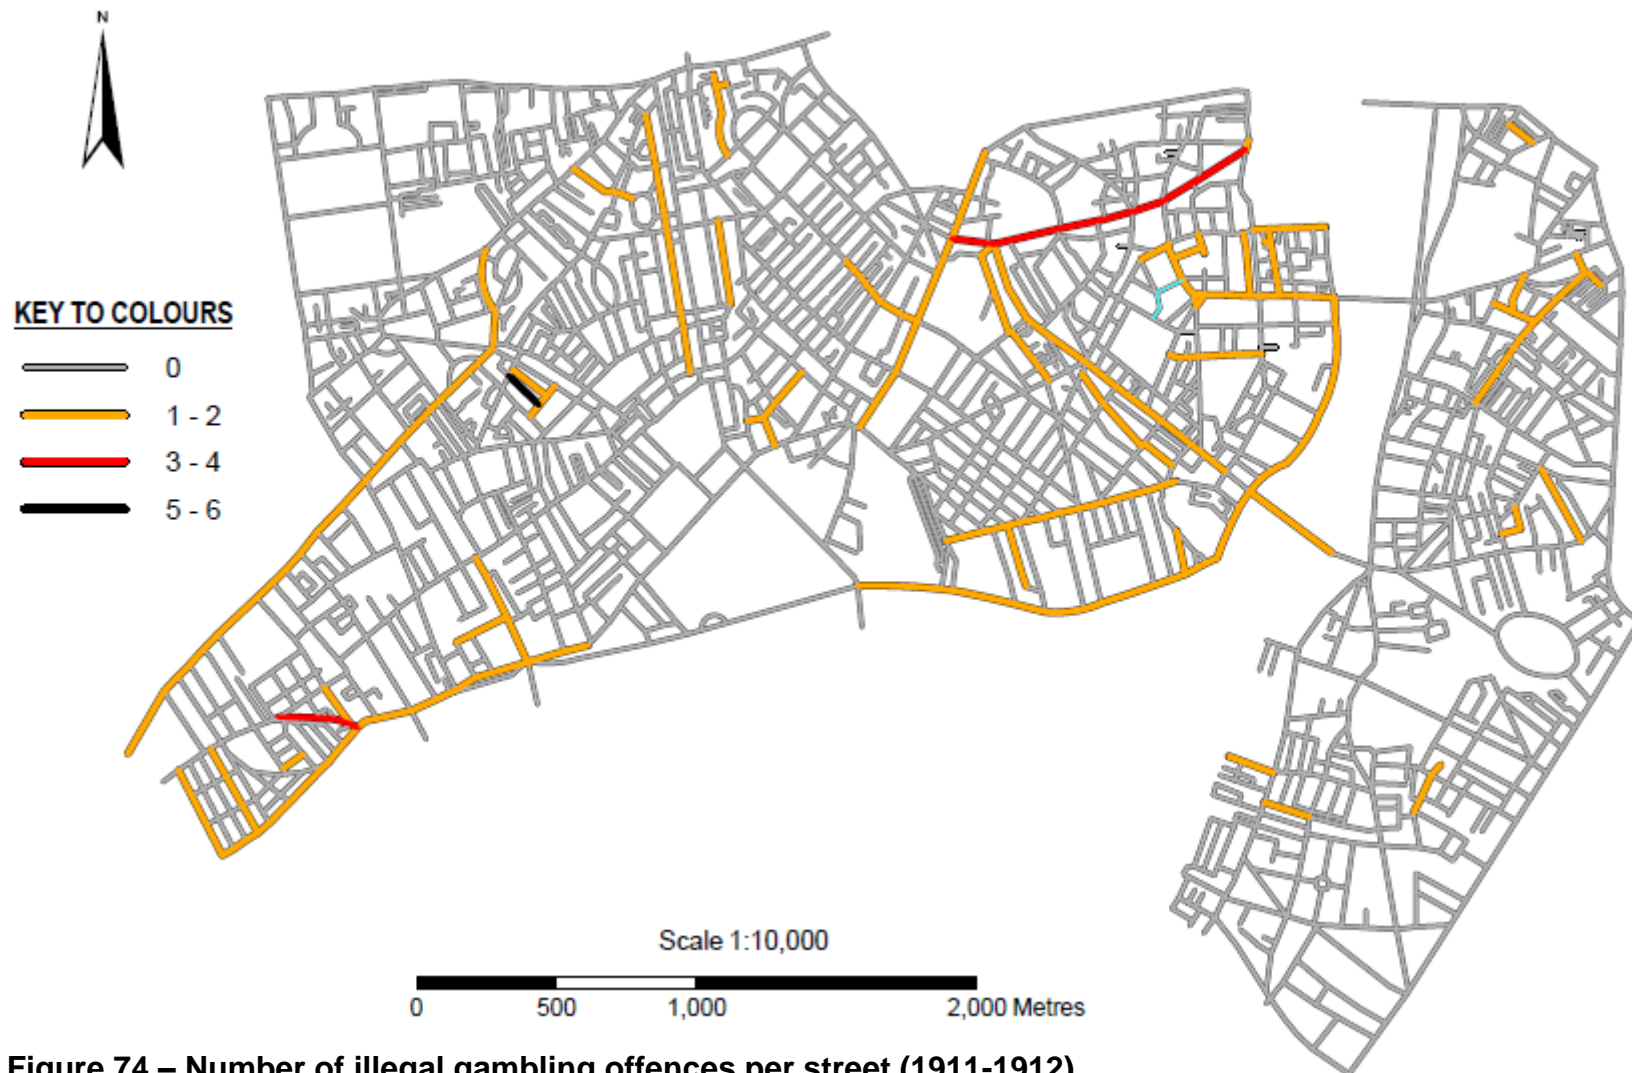 N
KEY TO COLOURS
0
1 - 2
3 - 4
5 - 6
Scale 1:10,000
0 500 1,000 2,000 Metres
Figure 74 – Number of illegal gambling offences per street (1911-1912)